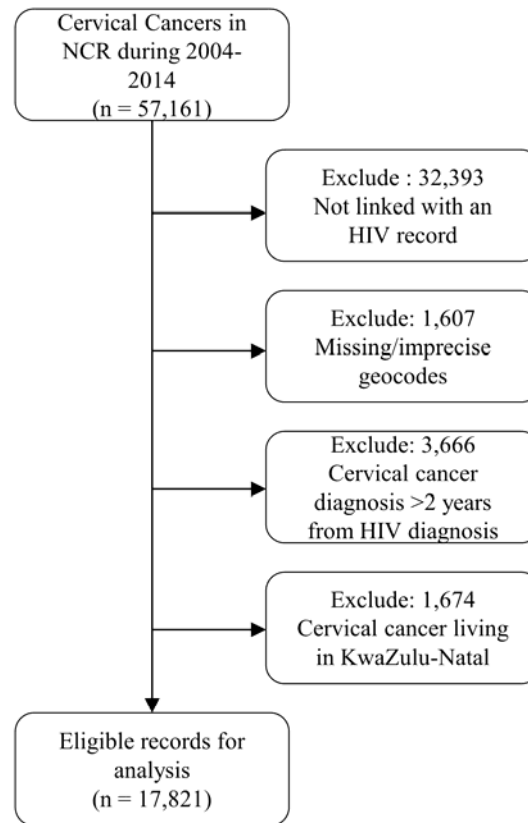 Cervical Cancers in
NCR during 2004-
2014
(n = 57,161)
Exclude : 32,393
Not linked with an
HIV record
Exclude: 1,607
Missing/imprecise
geocodes
Exclude: 3,666
Cervical cancer
diagnosis >2 years
from HIV diagnosis
Exclude: 1,674
Cervical cancer living
in KwaZulu-Natal
Eligible records for
analysis
(n = 17,821)